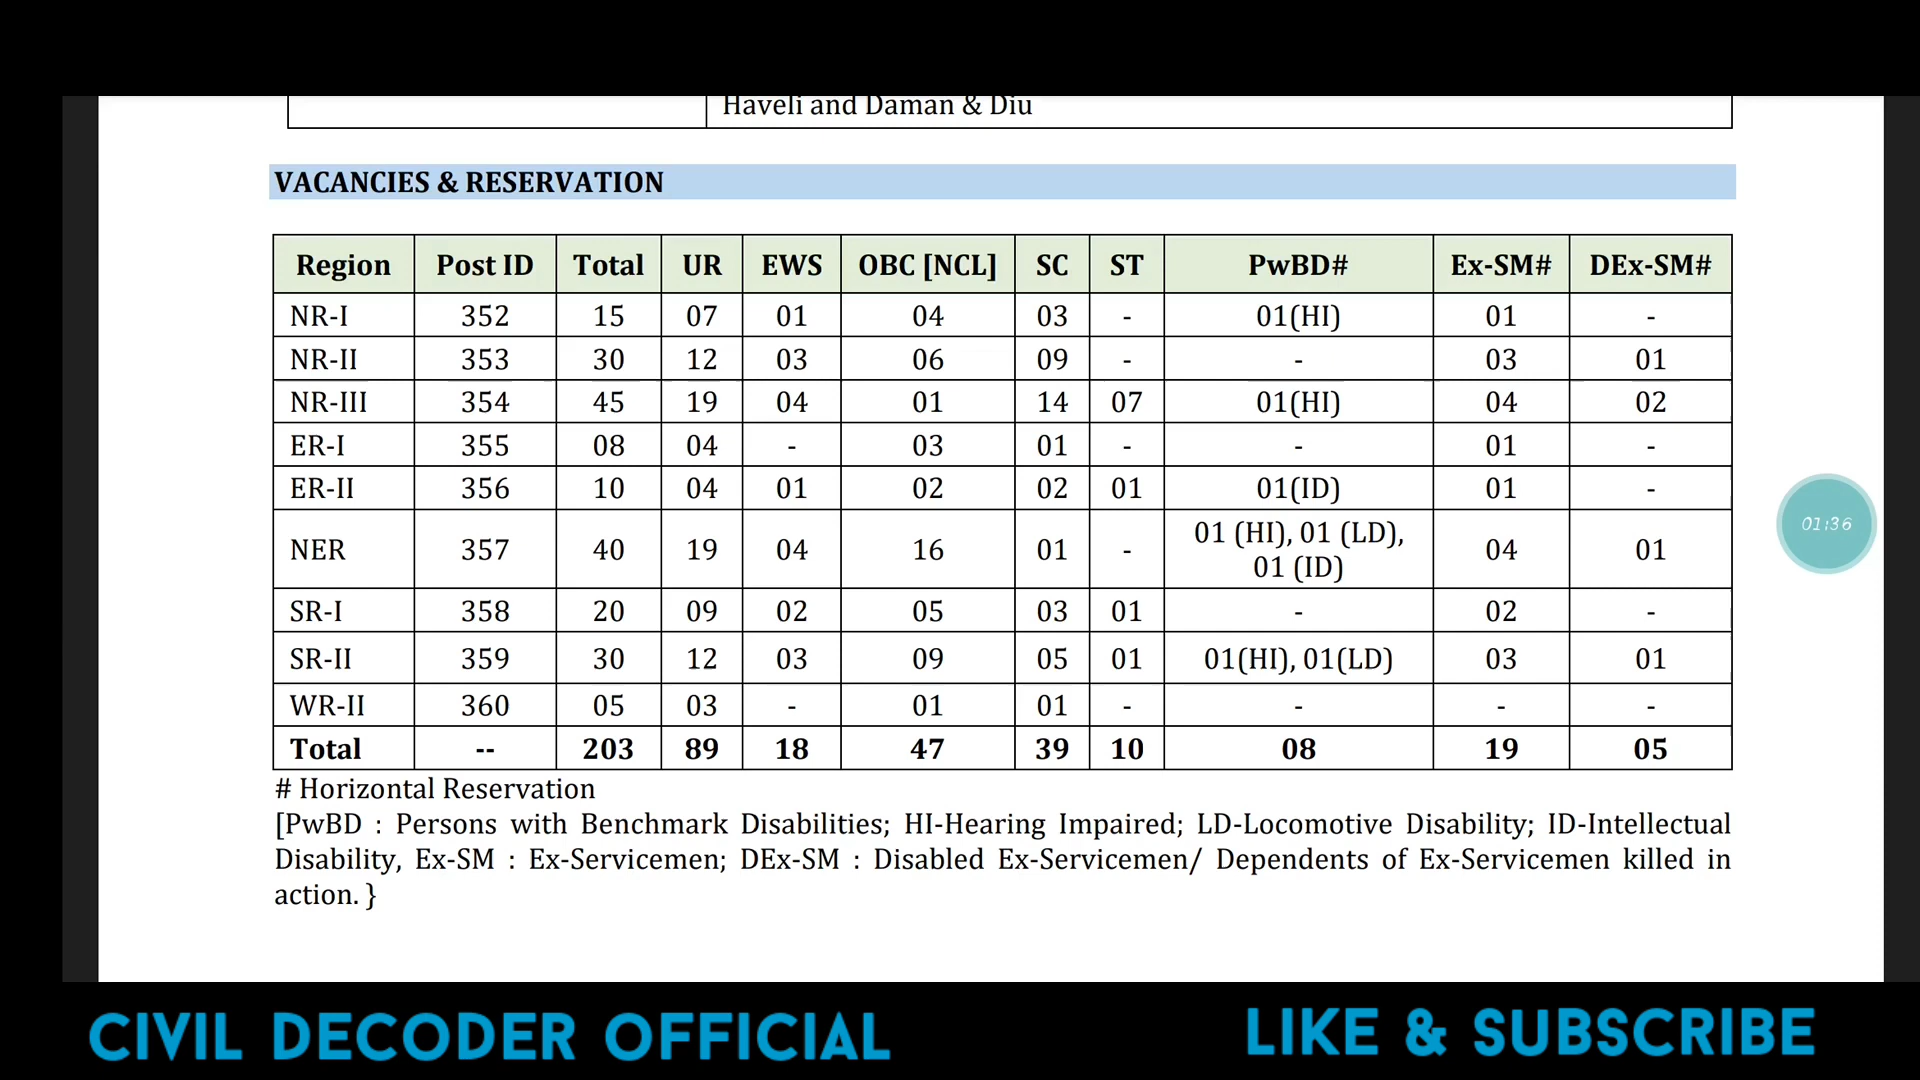 Haveli and Daman & Diu
VACANCIES & RESERVATION
Region Post ID Total UR EWS OBC [NCL] SC ST PwBD# Ex-SM# DEx-SM#
NR-I 352 15 07 01 04 03 - 01(HI) 01 -
NR-II 353 30 12 03 06 09 - - 03 01
NR-III 354 45 19 04 01 14 07 01(HI) 04 02
ER-I 355 08 04 - 03 01 - - 01 -
ER-II 356 10 04 01 02 02 01 01(ID) 01 -
NER 357 40 19 04 16 01 - 01 (HI), 01 (LD), 01 (ID) 04 01
SR-I 358 20 09 02 05 03 01 - 02 -
SR-II 359 30 12 03 09 05 01 01(HI), 01(LD) 03 01
WR-II 360 05 03 - 01 01 - - - -
Total -- 203 89 18 47 39 10 08 19 05
# Horizontal Reservation
[PwBD : Persons with Benchmark Disabilities; HI-Hearing Impaired; LD-Locomotive Disability; ID-Intellectual
Disability, Ex-SM : Ex-Servicemen; DEx-SM : Disabled Ex-Servicemen/ Dependents of Ex-Servicemen killed in
action. }
01:36
CIVIL DECODER OFFICIAL
LIKE & SUBSCRIBE